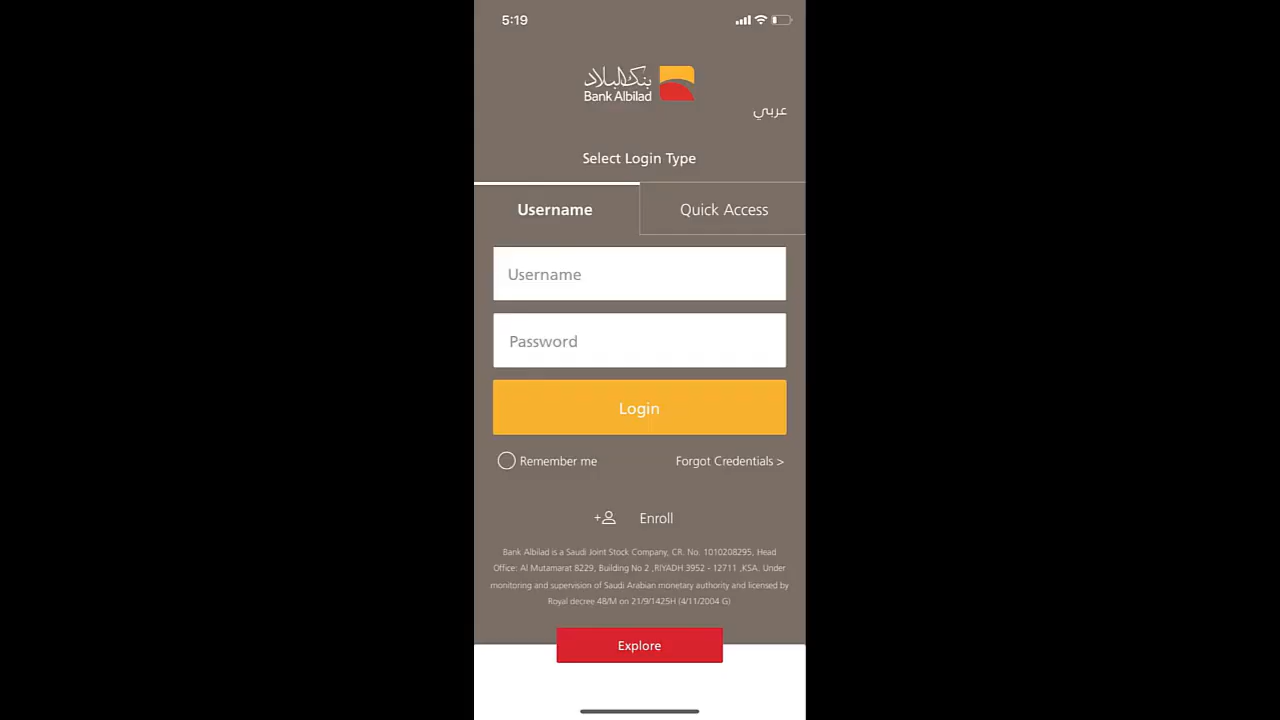 5:19
بنك البلاد
Bank Albilad
عربي
Select Login Type
Username
Quick Access
Username
Password
Login
Remember me
Forgot Credentials >
Enroll
Bank Albilad is a Saudi Joint Stock Company, CR. No. 1010208295, Head
Office: Al Mutamarat 8229, Building No 2 ,RIYADH 3952 - 12711 ,KSA. Under
monitoring and supervision of Saudi Arabian monetary authority and licensed by
Royal decree 48/M on 21/9/1425H (4/11/2004 G)
Explore